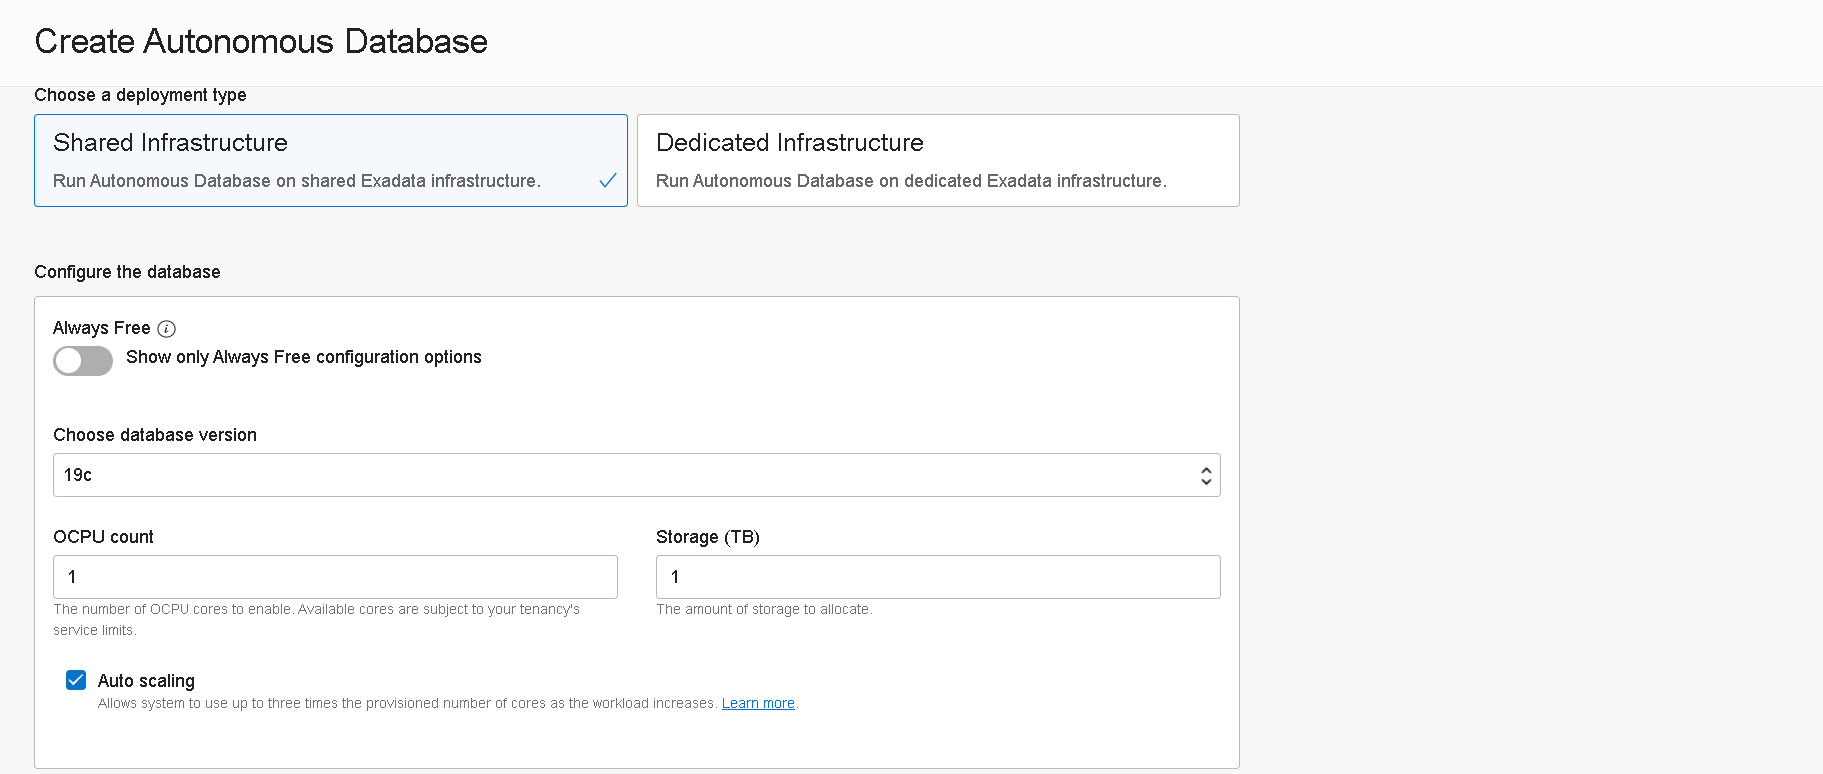 Create Autonomous Database
Choose a deployment type
Shared Infrastructure
Run Autonomous Database on shared Exadata infrastructure.
Dedicated Infrastructure
Run Autonomous Database on dedicated Exadata infrastructure.
Configure the database
Always Free
Show only Always Free configuration options
Choose database version
19c
OCPU count
1
The number of OCPU cores to enable. Available cores are subject to your tenancy's
service limits.
Storage (TB)
1
The amount of storage to allocate.
Auto scaling
Allows system to use up to three times the provisioned number of cores as the workload increases. Learn more.